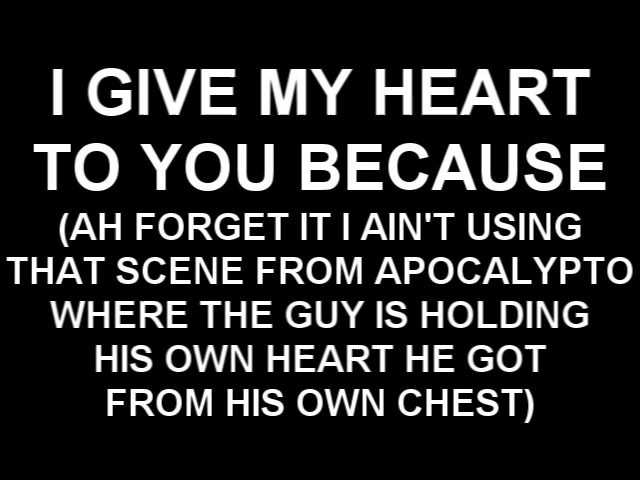 I GIVE MY HEART
TO YOU BECAUSE
(AH FORGET IT I AIN'T USING
THAT SCENE FROM APOCALYPTO
WHERE THE GUY IS HOLDING
HIS OWN HEART HE GOT
FROM HIS OWN CHEST)